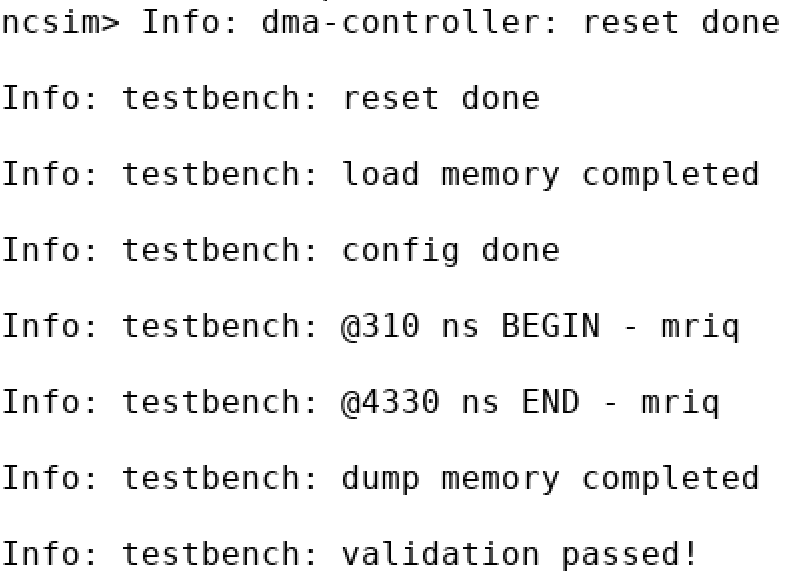 ncsim> Info: dma-controller: reset done
Info: testbench: reset done
Info: testbench: load memory completed
Info: testbench: config done
Info: testbench: @310 ns BEGIN - mriq
Info: testbench: @4330 ns END - mriq
Info: testbench: dump memory completed
Info: testbench: validation passed!